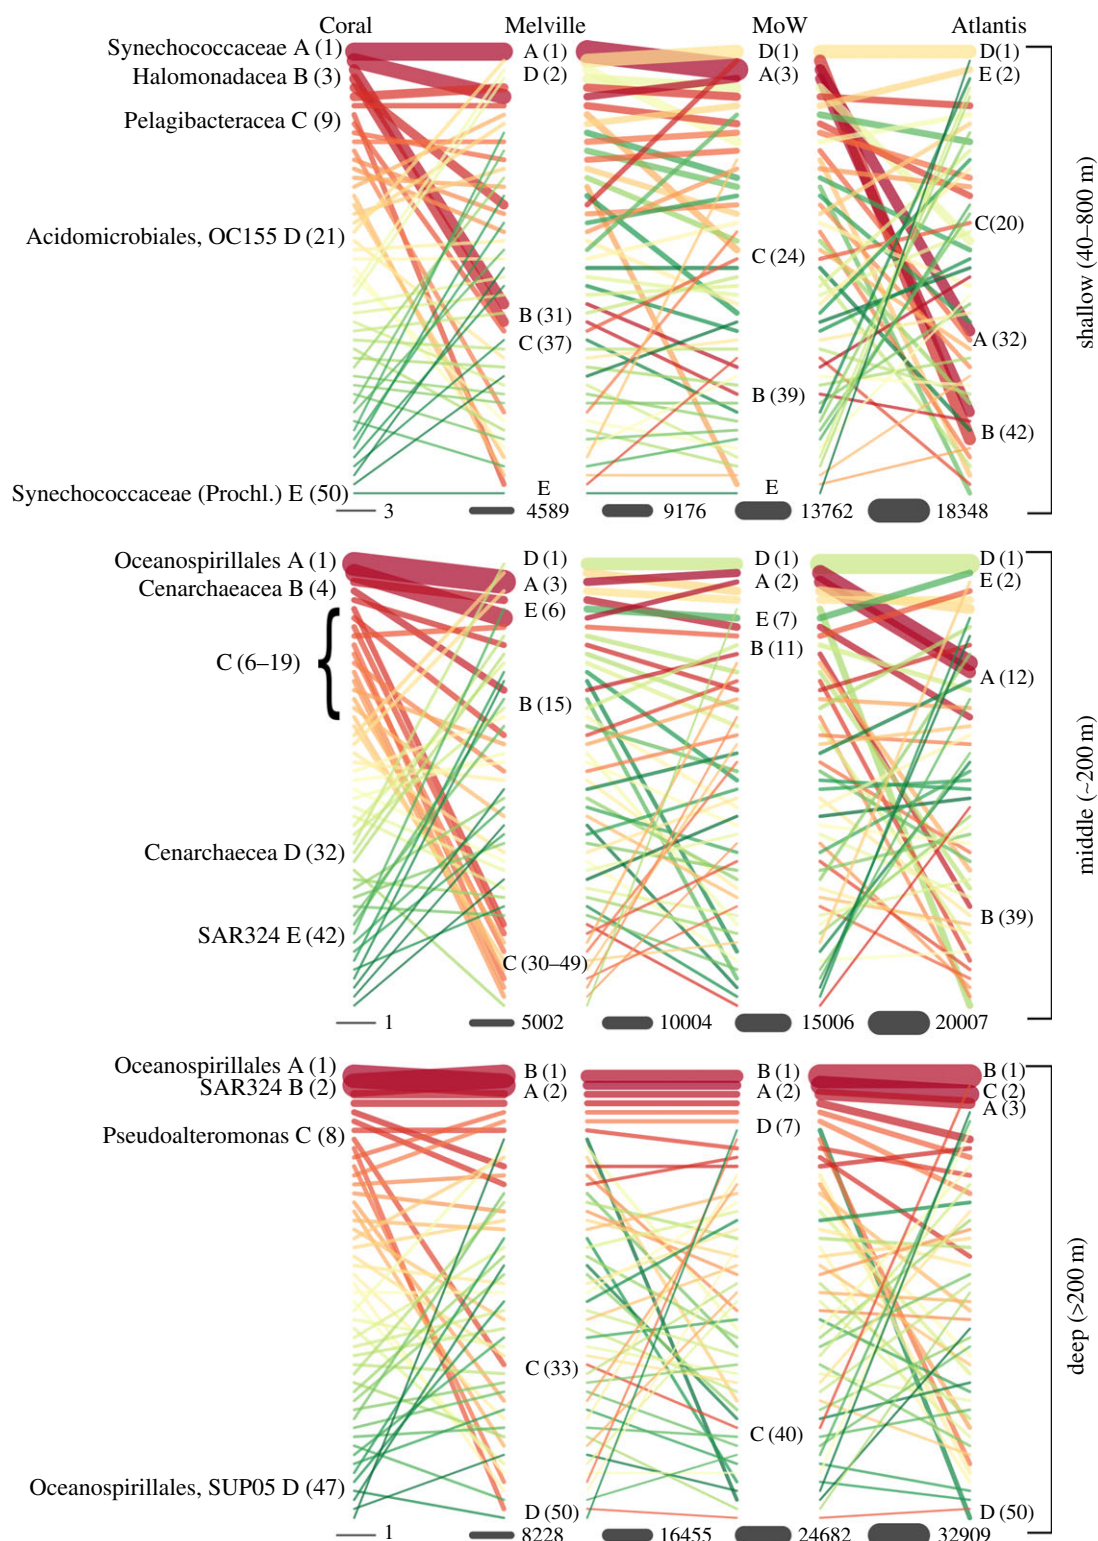 Coral Melville MoW Atlantis
Synechococcaceae A (1) A (1) D(1) D(1)
Halomonadacea B (3) D (2) A(3) E (2)
Pelagibacteracea C (9)
C(20)
Acidomicrobiales, OC155 D (21)
C (24)
B (31)
C (37) A (32)
B (39)
B (42)
Synechococcaceae (Prochl.) E (50) E E
3 4589 9176 13762 18348
shallow (40–800 m)
Oceanospirillales A (1) D (1) D (1) D (1)
Cenarchaeacea B (4) A (3) A (2) E (2)
E (6) E (7)
C (6–19) B (11)
A (12)
B (15)
Cenarchaecea D (32)
B (39)
SAR324 E (42)
C (30–49)
1 5002 10004 15006 20007
middle (~200 m)
Oceanospirillales A (1) B (1) B (1) B (1)
SAR324 B (2) A (2) A (2) C (2)
A (3)
Pseudoalteromonas C (8) D (7)
C (33)
C (40)
Oceanospirillales, SUP05 D (47)
D (50) D (50)
1 8228 16455 24682 32909
deep (>200 m)